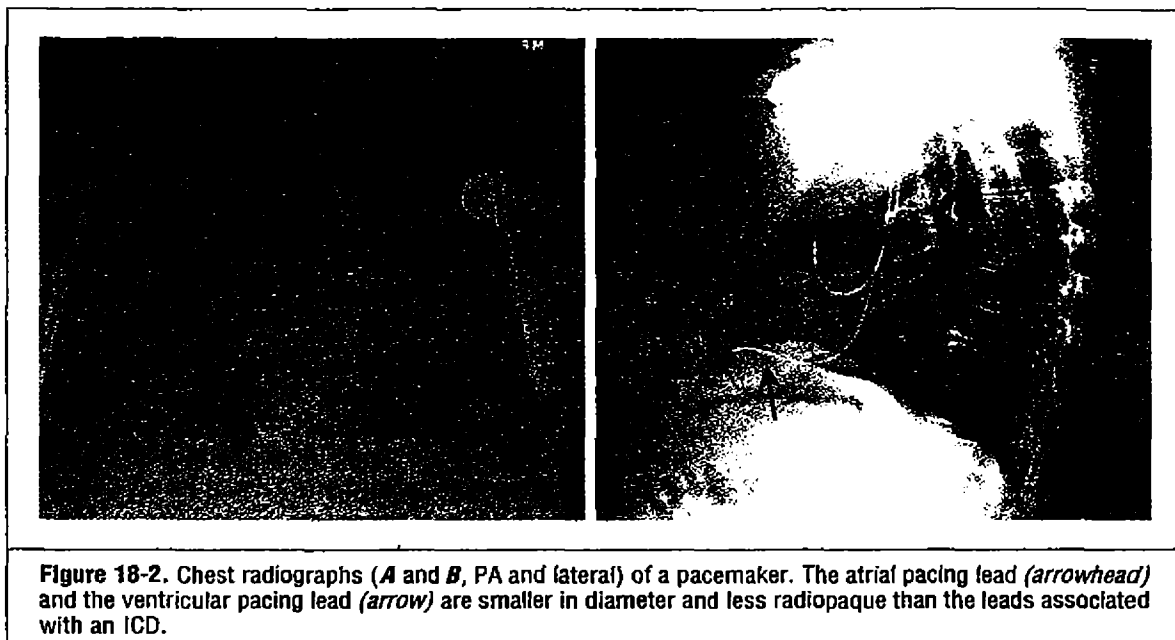 Figure 18-2. Chest radiographs (A and B, PA and lateral) of a pacemaker. The atrial pacing lead (arrowhead)
and the ventricular pacing lead (arrow) are smaller in diameter and less radiopaque than the leads associated
with an ICD.